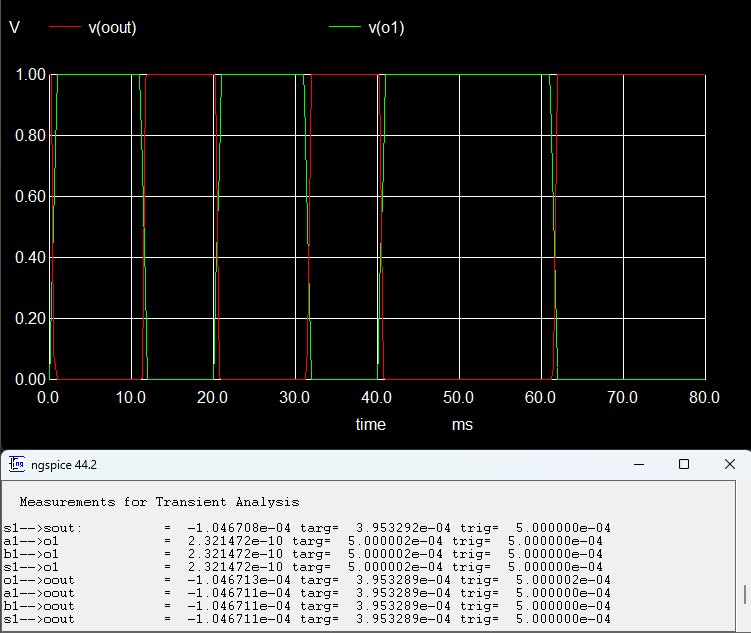 V v(oout) v(o1)
1.00
0.80
0.60
0.40
0.20
0.00
0.0 10.0 20.0 30.0 40.0 50.0 60.0 70.0 80.0
time ms
ngspice 44.2
Measurements for Transient Analysis
s1-->sout: = -1.046708e-04 targ= 3.953292e-04 trig= 5.000000e-04
a1-->o1 = 2.321472e-10 targ= 5.000002e-04 trig= 5.000000e-04
b1-->o1 = 2.321472e-10 targ= 5.000002e-04 trig= 5.000000e-04
s1-->o1 = 2.321472e-10 targ= 5.000002e-04 trig= 5.000000e-04
o1-->oout = -1.046713e-04 targ= 3.953289e-04 trig= 5.000002e-04
a1-->oout = -1.046711e-04 targ= 3.953289e-04 trig= 5.000000e-04
b1-->oout = -1.046711e-04 targ= 3.953289e-04 trig= 5.000000e-04
s1-->oout = -1.046711e-04 targ= 3.953289e-04 trig= 5.000000e-04